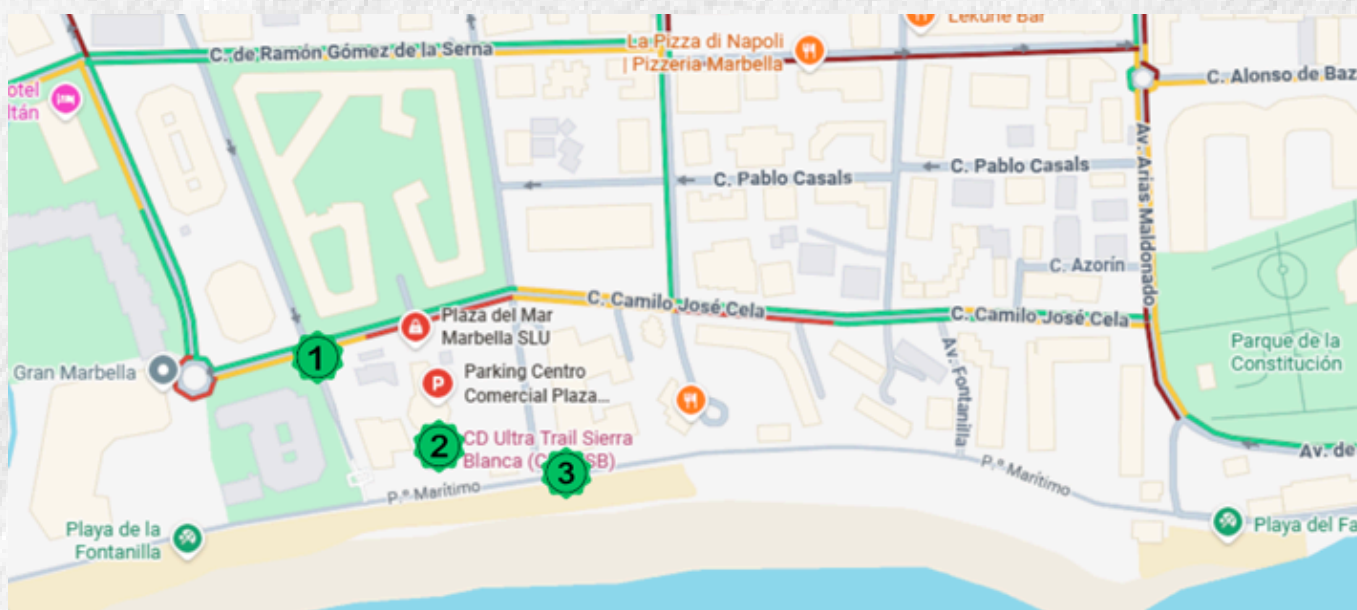 Lekune Bar
C. de Ramón Gómez de la Serna
La Pizza di Napoli
| Pizzeria Marbella
C. Alonso de Baz
otel
ltán
C. Pablo Casals
C. Pablo Casals
Av. Arias Maldonado
C. Azorín
C. Camilo José Cela
C. Camilo José Cela
Plaza del Mar
Marbella SLU
1
Gran Marbella
P
Parking Centro
Comercial Plaza...
Parque de la
Constitución
Av. Fontanilla
2
CD Ultra Trail Sierra
Blanca (C SB)
3
Av. de
P.º Marítimo
P.º Marítimo
Playa de la
Fontanilla
Playa del Fa